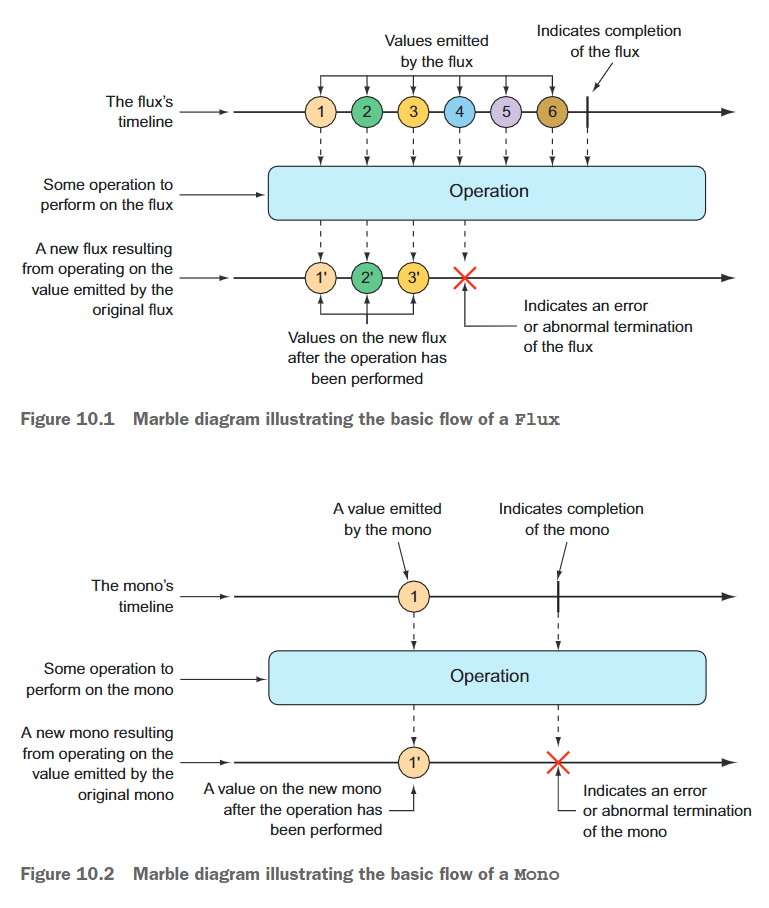 Values emitted
by the flux
Indicates completion
of the flux
The flux's
timeline
1
2
3
4
5
6
Some operation to
perform on the flux
Operation
A new flux resulting
from operating on the
value emitted by the
original flux
1'
2'
3'
Values on the new flux
after the operation has
been performed
Indicates an error
or abnormal termination
of the flux
Figure 10.1 Marble diagram illustrating the basic flow of a Flux
A value emitted
by the mono
Indicates completion
of the mono
The mono's
timeline
1
Some operation to
perform on the mono
Operation
A new mono resulting
from operating on the
value emitted by the
original mono
1'
A value on the new mono
after the operation has
been performed
Indicates an error
or abnormal termination
of the mono
Figure 10.2 Marble diagram illustrating the basic flow of a Mono